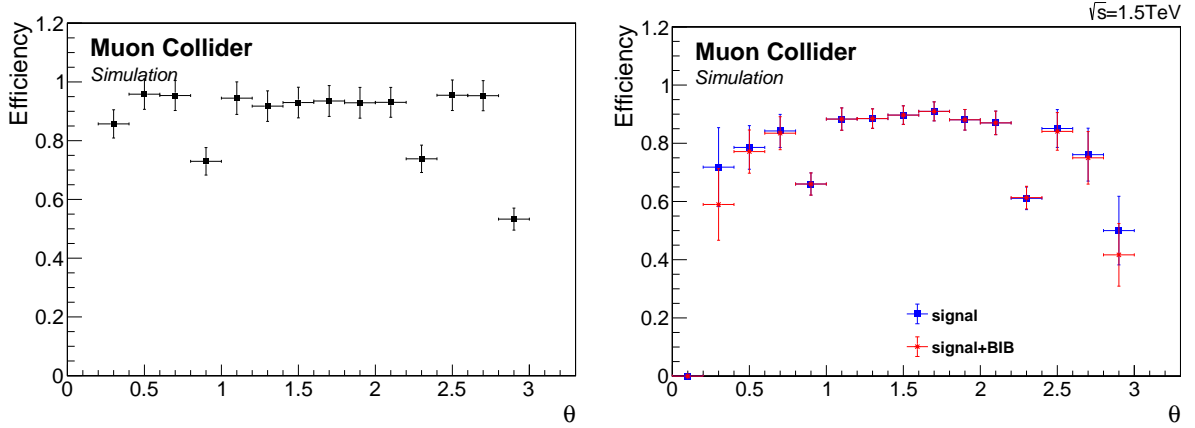 Muon Collider
Simulation
Efficiency
1.2
1
0.8
0.6
0.4
0.2
0
0 0.5 1 1.5 2 2.5 3
θ
√s=1.5TeV
Muon Collider
Simulation
Efficiency
1.2
1
0.8
0.6
0.4
0.2
0
signal
signal+BIB
0 0.5 1 1.5 2 2.5 3
θ